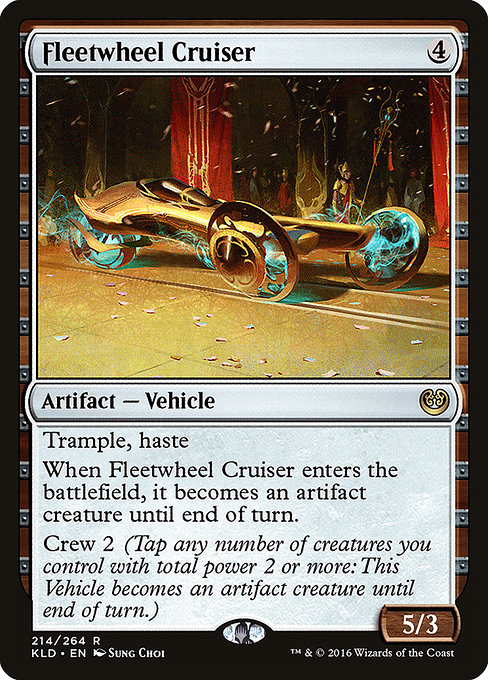 Fleetwheel Cruiser 4
Artifact — Vehicle
Trample, haste
When Fleetwheel Cruiser enters the
battlefield, it becomes an artifact
creature until end of turn.
Crew 2 (Tap any number of creatures you
control with total power 2 or more: This
Vehicle becomes an artifact creature until
end of turn.)
5/3
214/264 R
KLD • EN Sung Choi
™ & © 2016 Wizards of the Coast